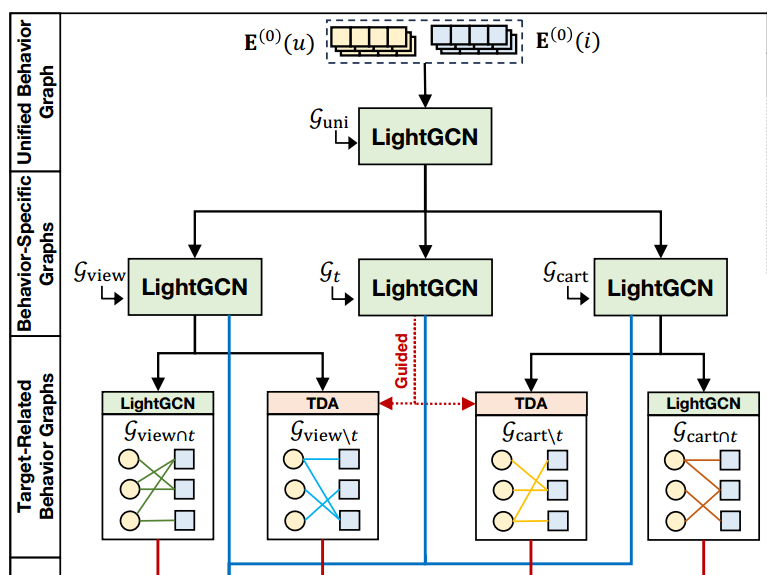 E⁽⁰⁾(u)
E⁽⁰⁾(i)
Unified Behavior
Graph
𝒢uni
LightGCN
Behavior-Specific
Graphs
𝒢view
LightGCN
𝒢t
LightGCN
𝒢cart
LightGCN
Guided
Target-Related
Behavior Graphs
LightGCN
𝒢view∩t
TDA
𝒢view\t
TDA
𝒢cart\t
LightGCN
𝒢cart∩t